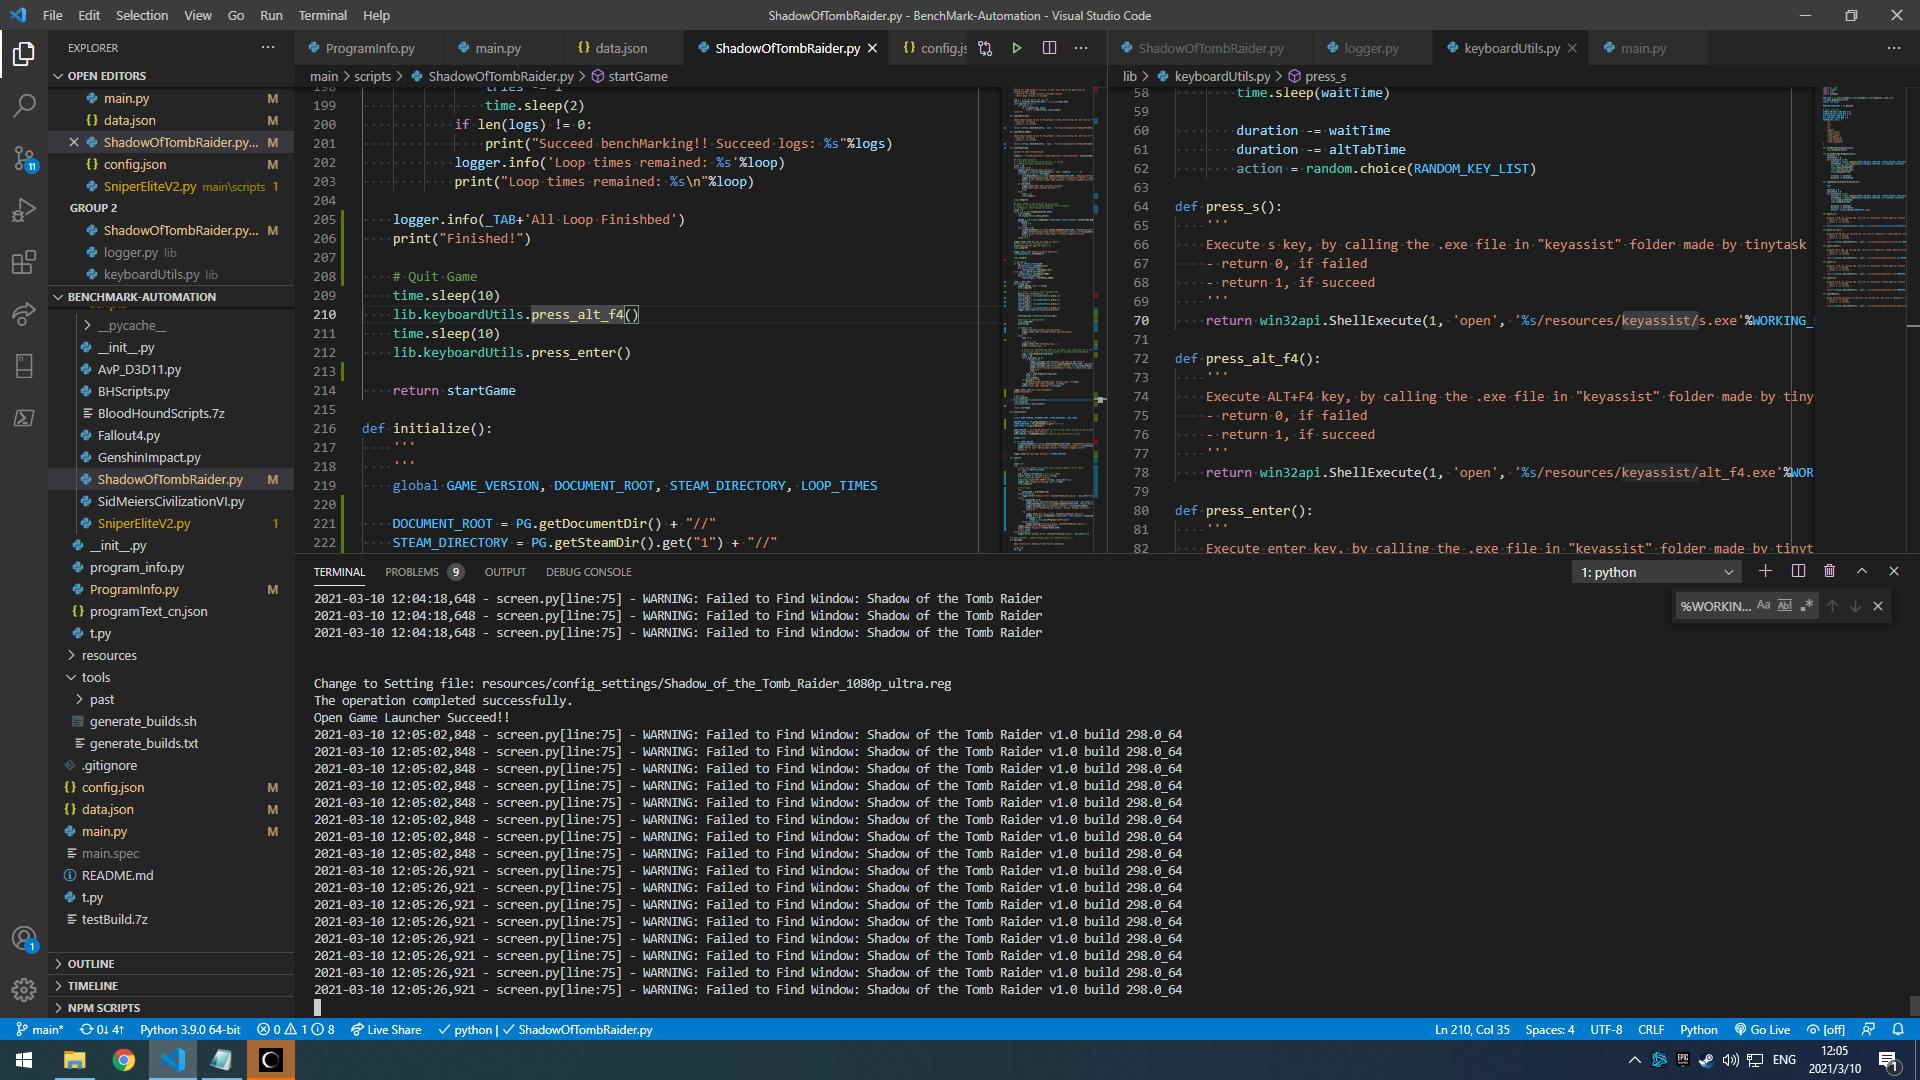 File Edit Selection View Go Run Terminal Help
ShadowOfTombRaider.py - BenchMark-Automation - Visual Studio Code
EXPLORER
OPEN EDITORS
main.py M
data.json M
ShadowOfTombRaider.py... M
config.json M
SniperEliteV2.py main\scripts 1
GROUP 2
ShadowOfTombRaider.py... M
logger.py lib
keyboardUtils.py lib
BENCHMARK-AUTOMATION
__pycache__
__init__.py
AvP_D3D11.py
BHScripts.py
BloodHoundScripts.7z
Fallout4.py
GenshinImpact.py
ShadowOfTombRaider.py M
SidMeiersCivilizationVI.py
SniperEliteV2.py 1
__init__.py
program_info.py
ProgramInfo.py M
programText_cn.json
t.py
resources
tools
past
generate_builds.sh
generate_builds.txt
.gitignore
config.json M
data.json M
main.py M
main.spec
README.md
t.py
testBuild.7z
OUTLINE
TIMELINE
NPM SCRIPTS
ProgramInfo.py main.py data.json ShadowOfTombRaider.py config.js
main > scripts > ShadowOfTombRaider.py > startGame
198 tries -= 1
199 time.sleep(2)
200 if len(logs) != 0:
201 print("Succeed benchMarking!! Succeed logs: %s"%logs)
202 logger.info('Loop times remained: %s'%loop)
203 print("Loop times remained: %s\n"%loop)
204
205 logger.info(_TAB+'All Loop Finishbed')
206 print("Finished!")
207
208 # Quit Game
209 time.sleep(10)
210 lib.keyboardUtils.press_alt_f4()
211 time.sleep(10)
212 lib.keyboardUtils.press_enter()
213
214 return startGame
215
216 def initialize():
217 '''
218 '''
219 global GAME_VERSION, DOCUMENT_ROOT, STEAM_DIRECTORY, LOOP_TIMES
220
221 DOCUMENT_ROOT = PG.getDocumentDir() + "//"
222 STEAM_DIRECTORY = PG.getSteamDir().get("1") + "//"
ShadowOfTombRaider.py logger.py keyboardUtils.py main.py
lib > keyboardUtils.py > press_s
58 time.sleep(waitTime)
59
60 duration -= waitTime
61 duration -= altTabTime
62 action = random.choice(RANDOM_KEY_LIST)
63
64 def press_s():
65 '''
66 Execute s key, by calling the .exe file in "keyassist" folder made by tinytask
67 - return 0, if failed
68 - return 1, if succeed
69 '''
70 return win32api.ShellExecute(1, 'open', '%s/resources/keyassist/s.exe'%WORKING_
71
72 def press_alt_f4():
73 '''
74 Execute ALT+F4 key, by calling the .exe file in "keyassist" folder made by tiny
75 - return 0, if failed
76 - return 1, if succeed
77 '''
78 return win32api.ShellExecute(1, 'open', '%s/resources/keyassist/alt_f4.exe'%WOR
79
80 def press_enter():
81 '''
82 Execute enter key, by calling the .exe file in "keyassist" folder made by tinyt
TERMINAL PROBLEMS 9 OUTPUT DEBUG CONSOLE
1: python
%WORKIN... Aa Abl .*
2021-03-10 12:04:18,648 - screen.py[line:75] - WARNING: Failed to Find Window: Shadow of the Tomb Raider
2021-03-10 12:04:18,648 - screen.py[line:75] - WARNING: Failed to Find Window: Shadow of the Tomb Raider
2021-03-10 12:04:18,648 - screen.py[line:75] - WARNING: Failed to Find Window: Shadow of the Tomb Raider
Change to Setting file: resources/config_settings/Shadow_of_the_Tomb_Raider_1080p_ultra.reg
The operation completed successfully.
Open Game Launcher Succeed!!
2021-03-10 12:05:02,848 - screen.py[line:75] - WARNING: Failed to Find Window: Shadow of the Tomb Raider v1.0 build 298.0_64
2021-03-10 12:05:02,848 - screen.py[line:75] - WARNING: Failed to Find Window: Shadow of the Tomb Raider v1.0 build 298.0_64
2021-03-10 12:05:02,848 - screen.py[line:75] - WARNING: Failed to Find Window: Shadow of the Tomb Raider v1.0 build 298.0_64
2021-03-10 12:05:02,848 - screen.py[line:75] - WARNING: Failed to Find Window: Shadow of the Tomb Raider v1.0 build 298.0_64
2021-03-10 12:05:02,848 - screen.py[line:75] - WARNING: Failed to Find Window: Shadow of the Tomb Raider v1.0 build 298.0_64
2021-03-10 12:05:02,848 - screen.py[line:75] - WARNING: Failed to Find Window: Shadow of the Tomb Raider v1.0 build 298.0_64
2021-03-10 12:05:02,848 - screen.py[line:75] - WARNING: Failed to Find Window: Shadow of the Tomb Raider v1.0 build 298.0_64
2021-03-10 12:05:02,848 - screen.py[line:75] - WARNING: Failed to Find Window: Shadow of the Tomb Raider v1.0 build 298.0_64
2021-03-10 12:05:26,921 - screen.py[line:75] - WARNING: Failed to Find Window: Shadow of the Tomb Raider v1.0 build 298.0_64
2021-03-10 12:05:26,921 - screen.py[line:75] - WARNING: Failed to Find Window: Shadow of the Tomb Raider v1.0 build 298.0_64
2021-03-10 12:05:26,921 - screen.py[line:75] - WARNING: Failed to Find Window: Shadow of the Tomb Raider v1.0 build 298.0_64
2021-03-10 12:05:26,921 - screen.py[line:75] - WARNING: Failed to Find Window: Shadow of the Tomb Raider v1.0 build 298.0_64
2021-03-10 12:05:26,921 - screen.py[line:75] - WARNING: Failed to Find Window: Shadow of the Tomb Raider v1.0 build 298.0_64
2021-03-10 12:05:26,921 - screen.py[line:75] - WARNING: Failed to Find Window: Shadow of the Tomb Raider v1.0 build 298.0_64
2021-03-10 12:05:26,921 - screen.py[line:75] - WARNING: Failed to Find Window: Shadow of the Tomb Raider v1.0 build 298.0_64
2021-03-10 12:05:26,921 - screen.py[line:75] - WARNING: Failed to Find Window: Shadow of the Tomb Raider v1.0 build 298.0_64
main* 0↓ 4↑ Python 3.9.0 64-bit 0 1 8 Live Share python | ShadowOfTombRaider.py
Ln 210, Col 35 Spaces: 4 UTF-8 CRLF Python Go Live [off]
ENG
12:05
2021/3/10